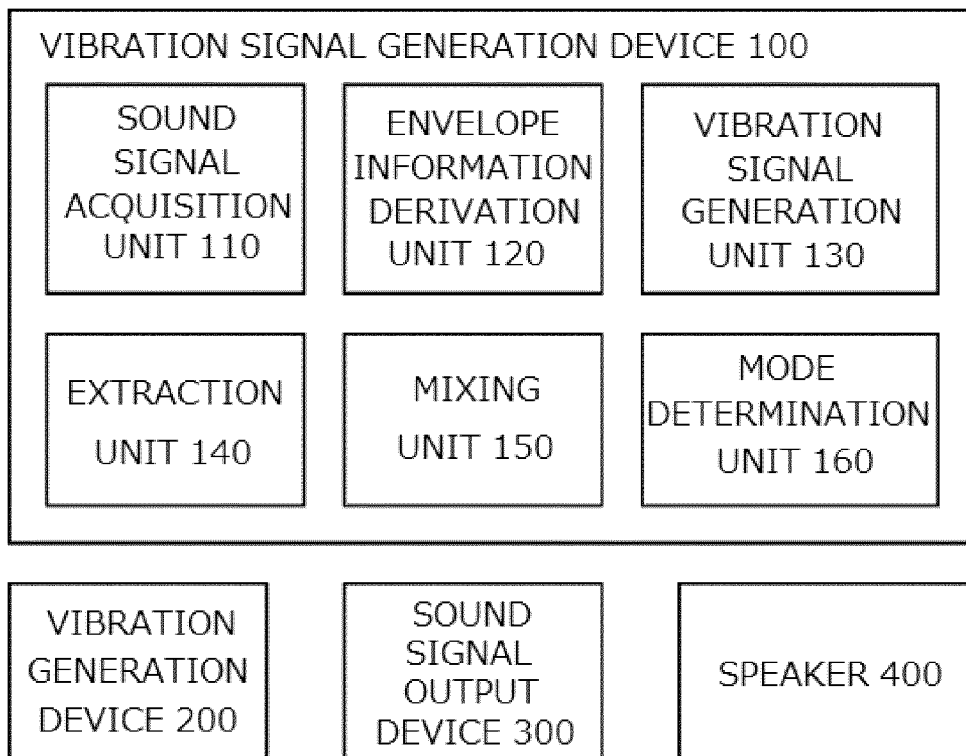 VIBRATION SIGNAL GENERATION DEVICE 100
SOUND
SIGNAL
ACQUISITION
UNIT 110
ENVELOPE
INFORMATION
DERIVATION
UNIT 120
VIBRATION
SIGNAL
GENERATION
UNIT 130
EXTRACTION
UNIT 140
MIXING
UNIT 150
MODE
DETERMINATION
UNIT 160
VIBRATION
GENERATION
DEVICE 200
SOUND
SIGNAL
OUTPUT
DEVICE 300
SPEAKER 400